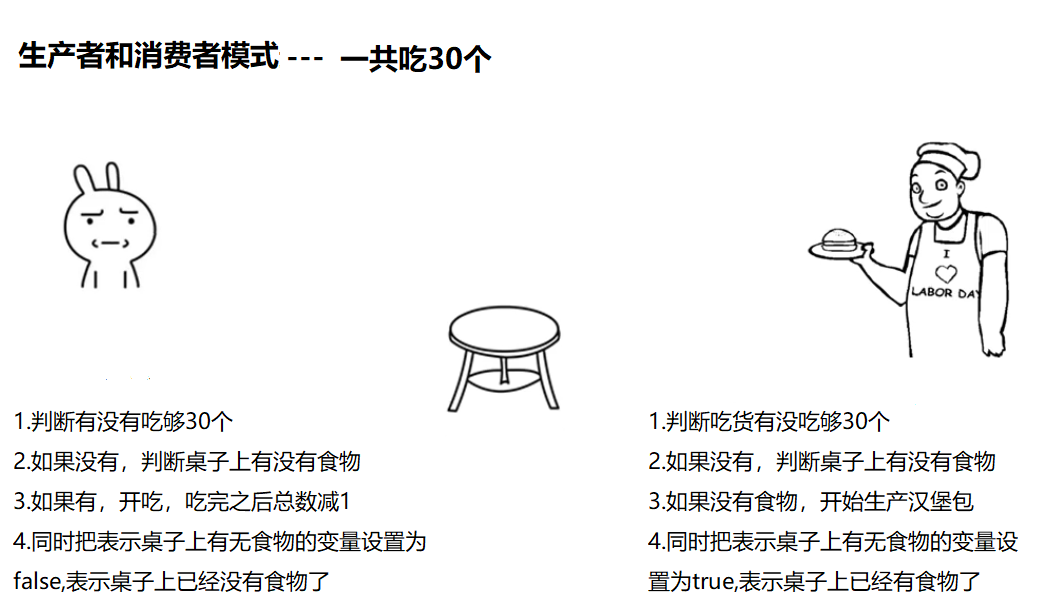 生产者和消费者模式 --- 一共吃30个
I
LABOR DAY
1.判断有没有吃够30个
2.如果没有，判断桌子上有没有食物
3.如果有，开吃，吃完之后总数减1
4.同时把表示桌子上有无食物的变量设置为
false,表示桌子上已经没有食物了
1.判断吃货有没吃够30个
2.如果没有，判断桌子上有没有食物
3.如果没有食物，开始生产汉堡包
4.同时把表示桌子上有无食物的变量设
置为true,表示桌子上已经有食物了